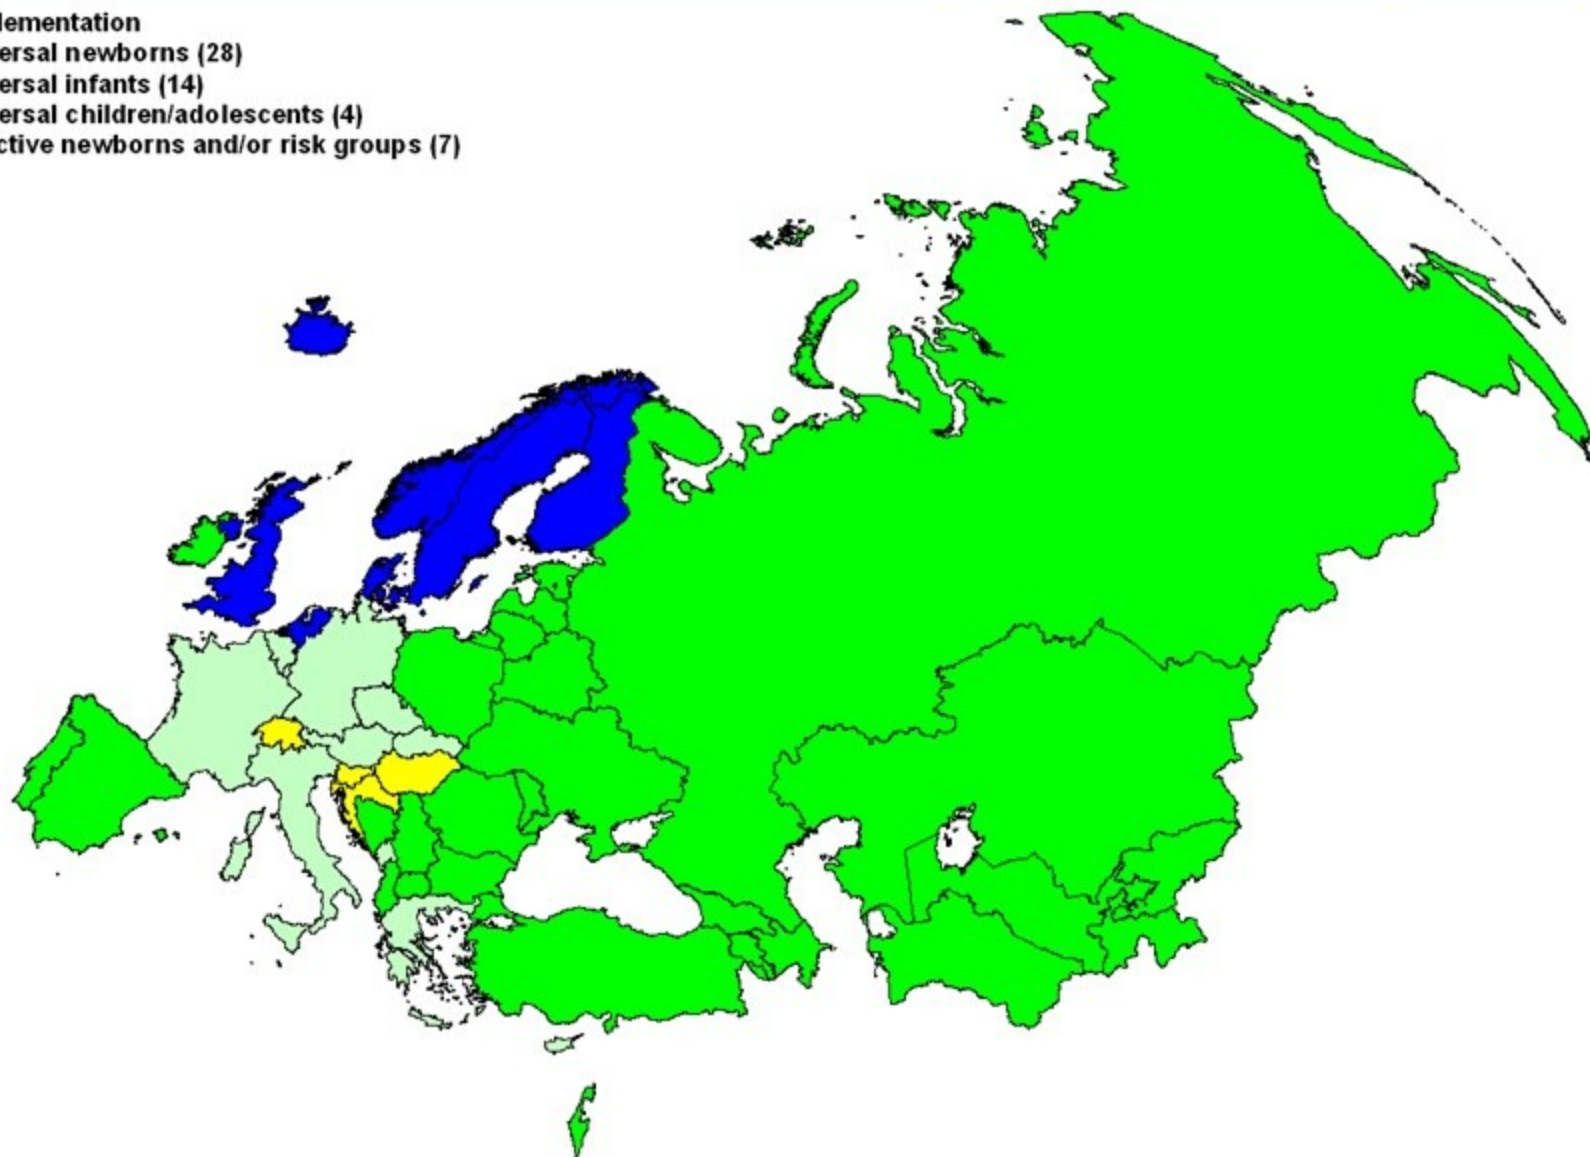 lementation
ersal newborns (28)
ersal infants (14)
ersal children/adolescents (4)
ctive newborns and/or risk groups (7)